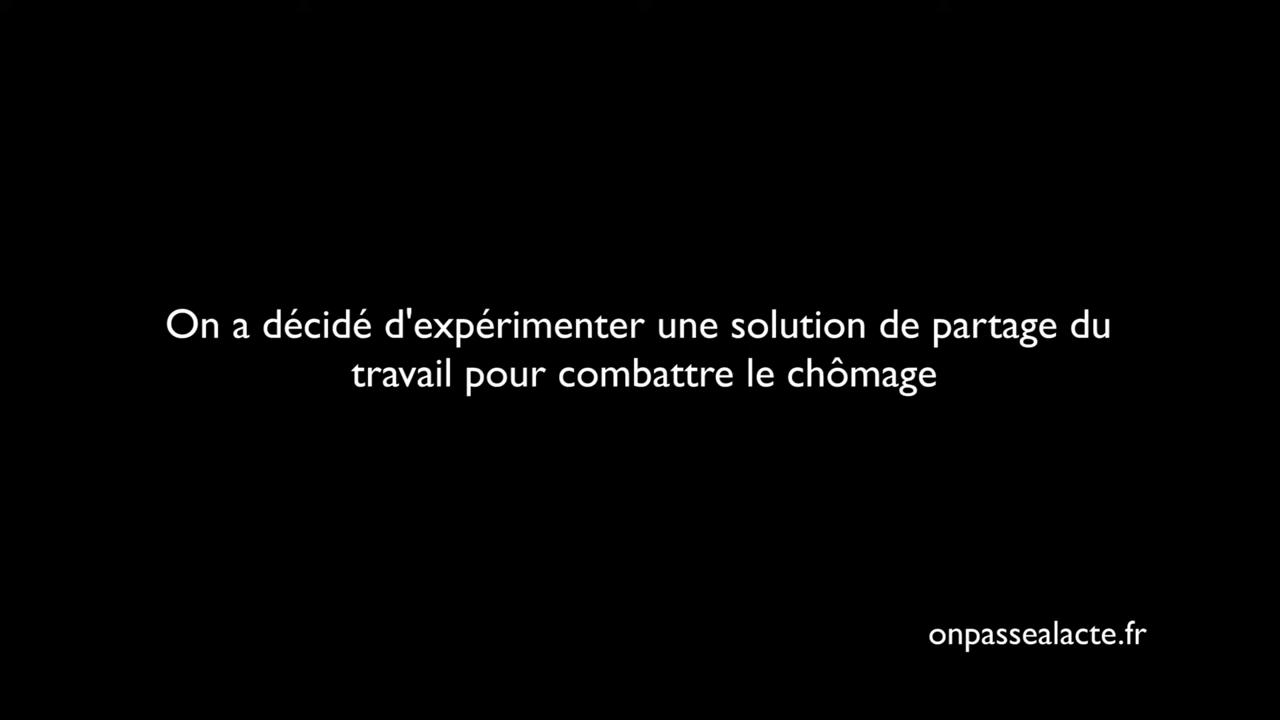 On a décidé d'expérimenter une solution de partage du
travail pour combattre le chômage
onpassealacte.fr